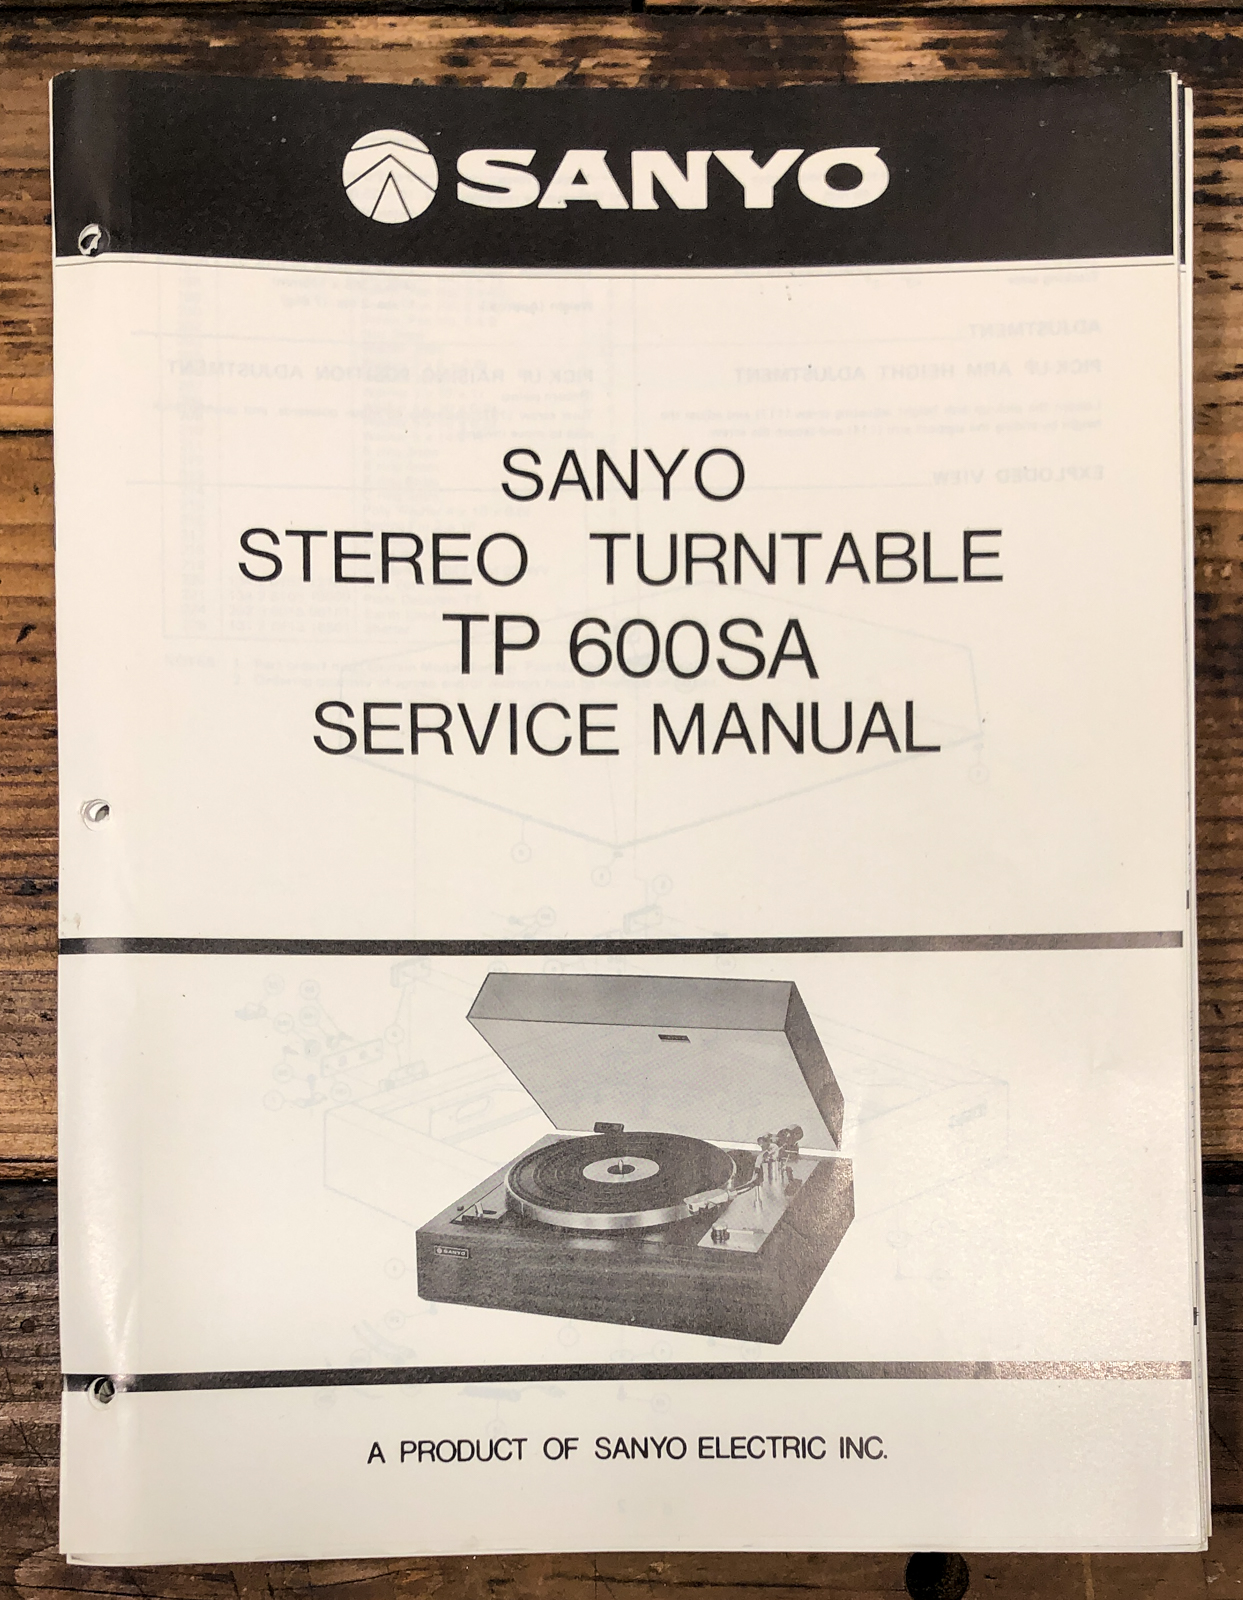 SANYO
SANYO
STEREO TURNTABLE
TP 600SA
SERVICE MANUAL
SANYO
A PRODUCT OF SANYO ELECTRIC INC.